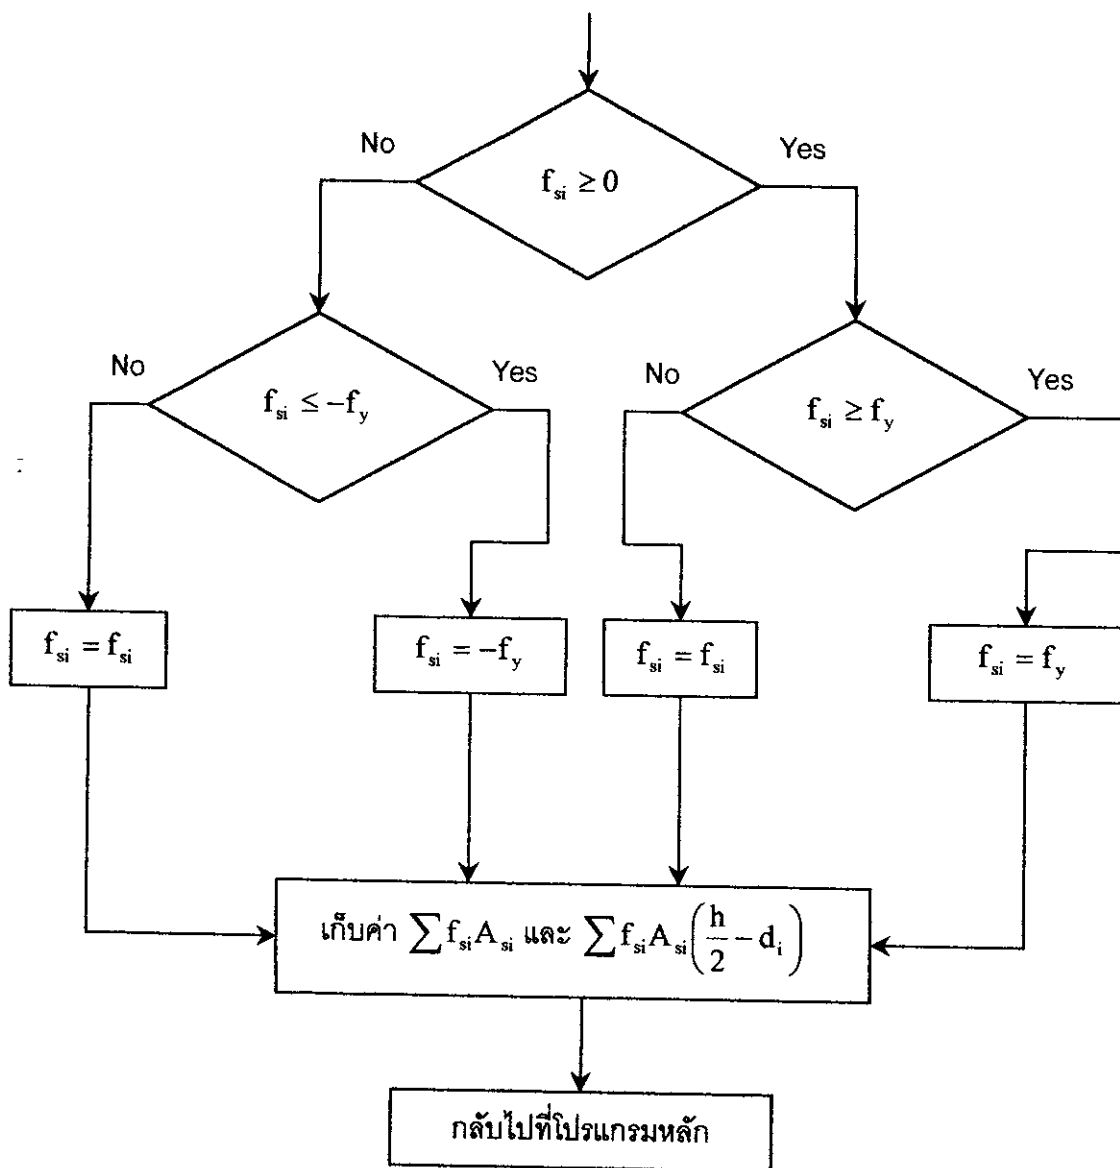 No
Yes
f_si ≥ 0
No
Yes
No
Yes
f_si ≤ -f_y
f_si ≥ f_y
f_si = f_si
f_si = -f_y
f_si = f_si
f_si = f_y
เก็บค่า ∑ f_si A_si และ ∑ f_si A_si (h/2 - d_i)
กลับไปที่โปรแกรมหลัก